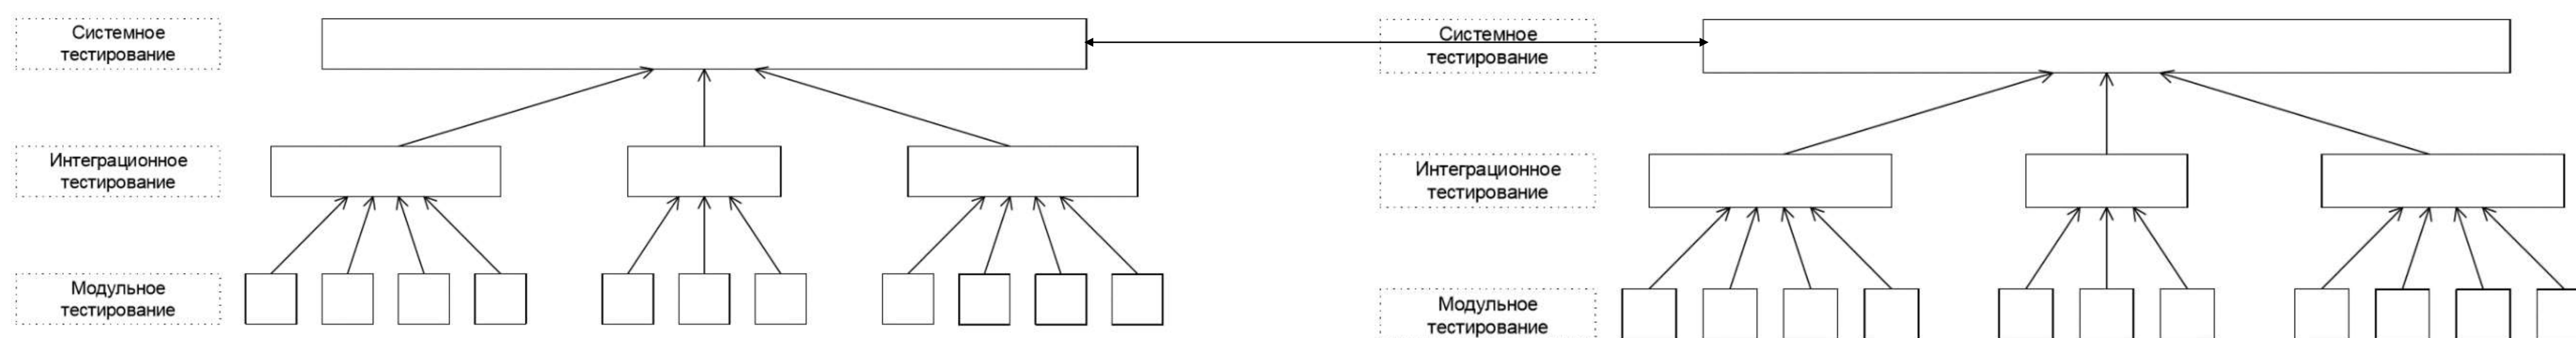 Системное
тестирование
Интеграционное
тестирование
Модульное
тестирование
Системное
тестирование
Интеграционное
тестирование
Модульное
тестирование